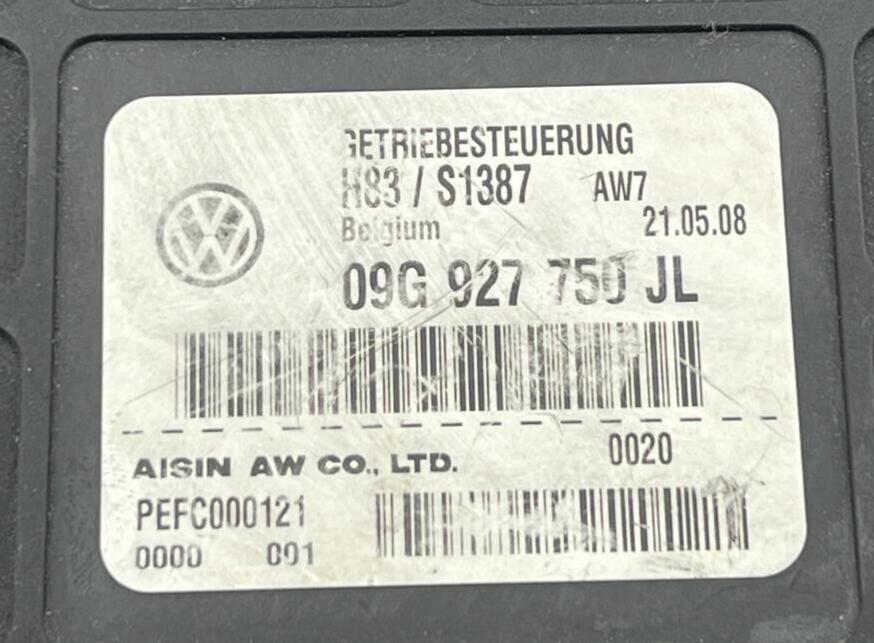 GETRIEBESTEUERUNG
H83 / S1387 AW7
Belgium 21.05.08
09G 927 750 JL
AISIN AW CO., LTD. 0020
PEFC000121
0000 001